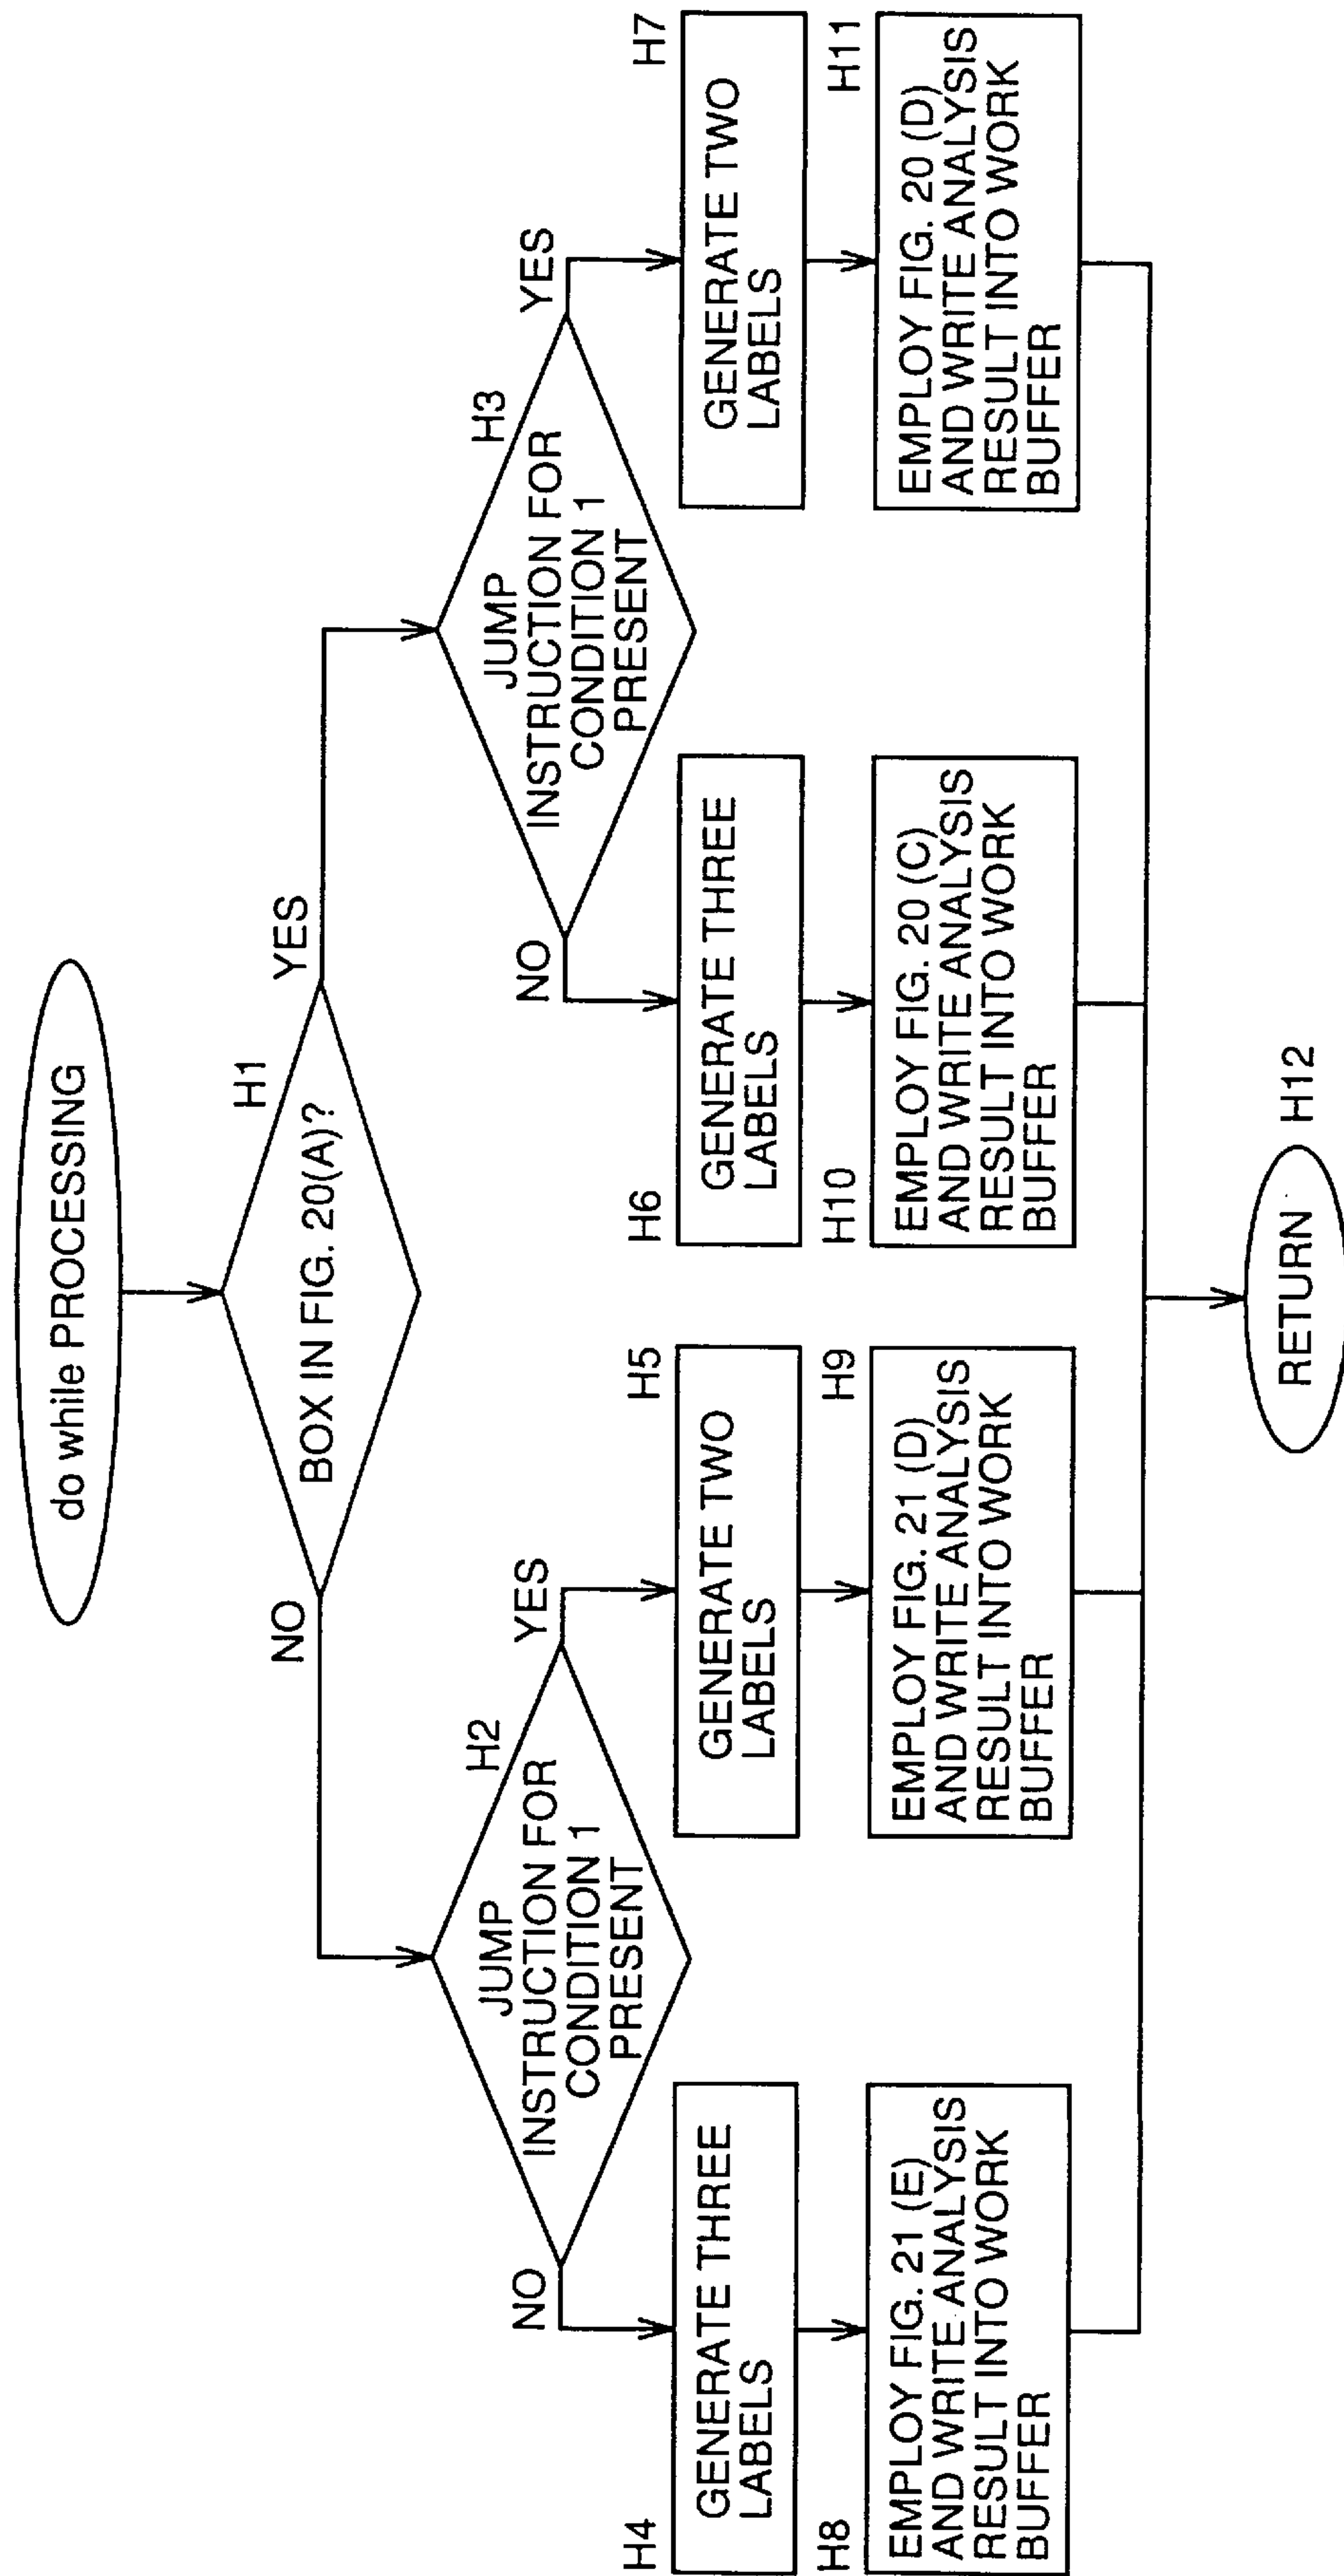 do while PROCESSING
H1
BOX IN FIG. 20(A)?
NO
YES
H2
JUMP
INSTRUCTION FOR
CONDITION 1
PRESENT
NO
YES
H3
JUMP
INSTRUCTION FOR
CONDITION 1
PRESENT
NO
YES
H4
GENERATE THREE
LABELS
H5
GENERATE TWO
LABELS
H6
GENERATE THREE
LABELS
H7
GENERATE TWO
LABELS
H8
EMPLOY FIG. 21 (E)
AND WRITE ANALYSIS
RESULT INTO WORK
BUFFER
H9
EMPLOY FIG. 21 (D)
AND WRITE ANALYSIS
RESULT INTO WORK
BUFFER
H10
EMPLOY FIG. 20 (C)
AND WRITE ANALYSIS
RESULT INTO WORK
BUFFER
H11
EMPLOY FIG. 20 (D)
AND WRITE ANALYSIS
RESULT INTO WORK
BUFFER
RETURN
H12